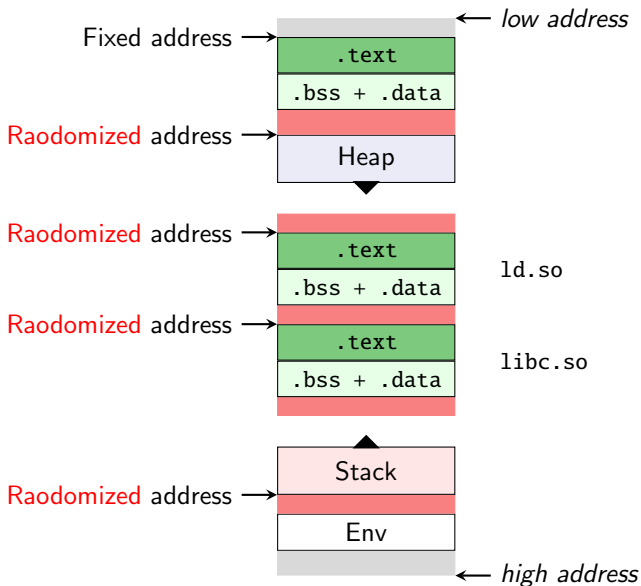 low address
Fixed address
.text
.bss + .data
Raodomized address
Heap
Raodomized address
.text
ld.so
.bss + .data
Raodomized address
.text
libc.so
.bss + .data
Stack
Raodomized address
Env
high address